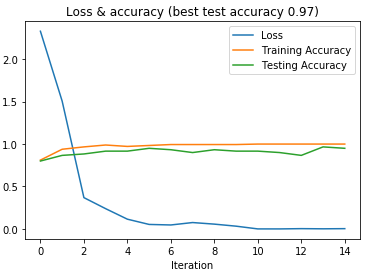 Loss & accuracy (best test accuracy 0.97)
Loss
Training Accuracy
Testing Accuracy
2.0
1.5
1.0
0.5
0.0
0 2 4 6 8 10 12 14
Iteration